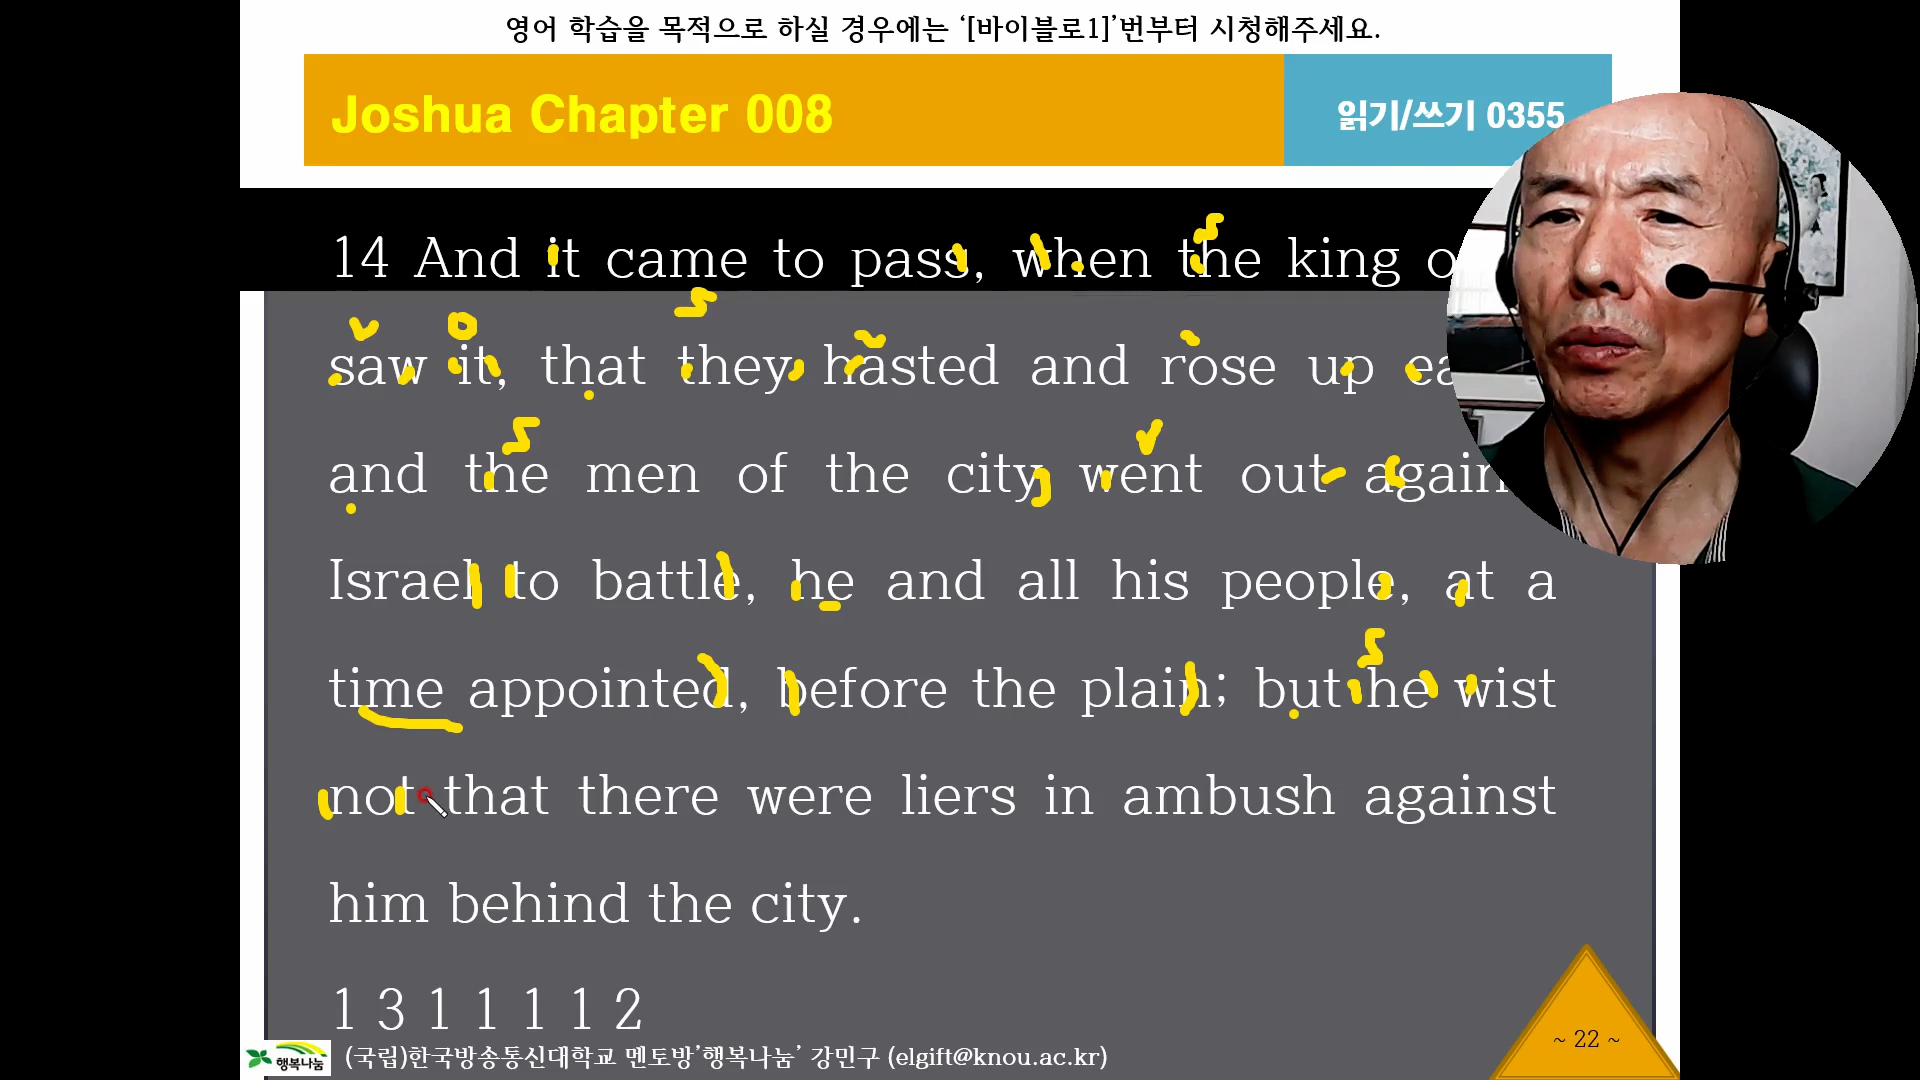 영어 학습을 목적으로 하실 경우에는 ‘[바이블로1]’번부터 시청해주세요.
Joshua Chapter 008
읽기/쓰기 0355
14 And it came to pass, when the king
saw it, that they hasted and rose up
and the men of the city went out
Israel to battle, he and all his people, at a
time appointed, before the plain; but he wist
not that there were liers in ambush against
him behind the city.
1 3 1 1 1 1 2
~ 22 ~
행복나눔
(국립)한국방송통신대학교 멘토방’행복나눔’ 강민구 (elgift@knou.ac.kr)